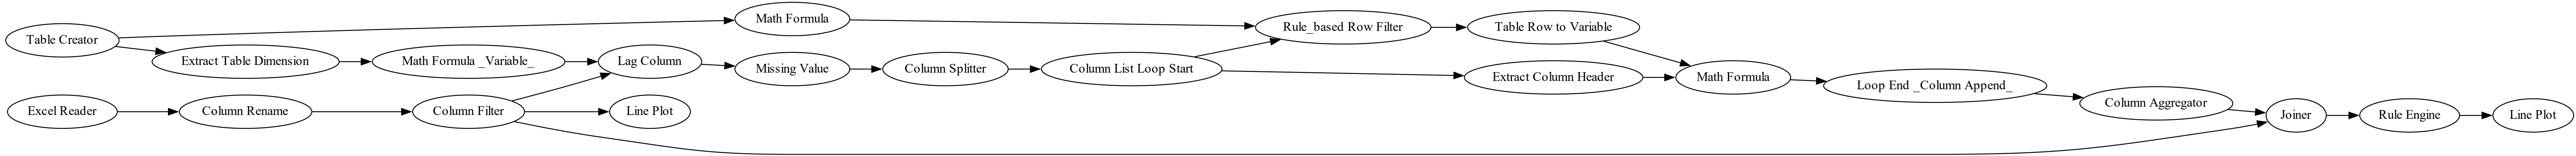 Table Creator
Math Formula
Rule_based Row Filter
Table Row to Variable
Extract Table Dimension
Math Formula _Variable_
Lag Column
Missing Value
Column Splitter
Column List Loop Start
Extract Column Header
Math Formula
Loop End _Column Append_
Column Aggregator
Excel Reader
Column Rename
Column Filter
Line Plot
Joiner
Rule Engine
Line Plot